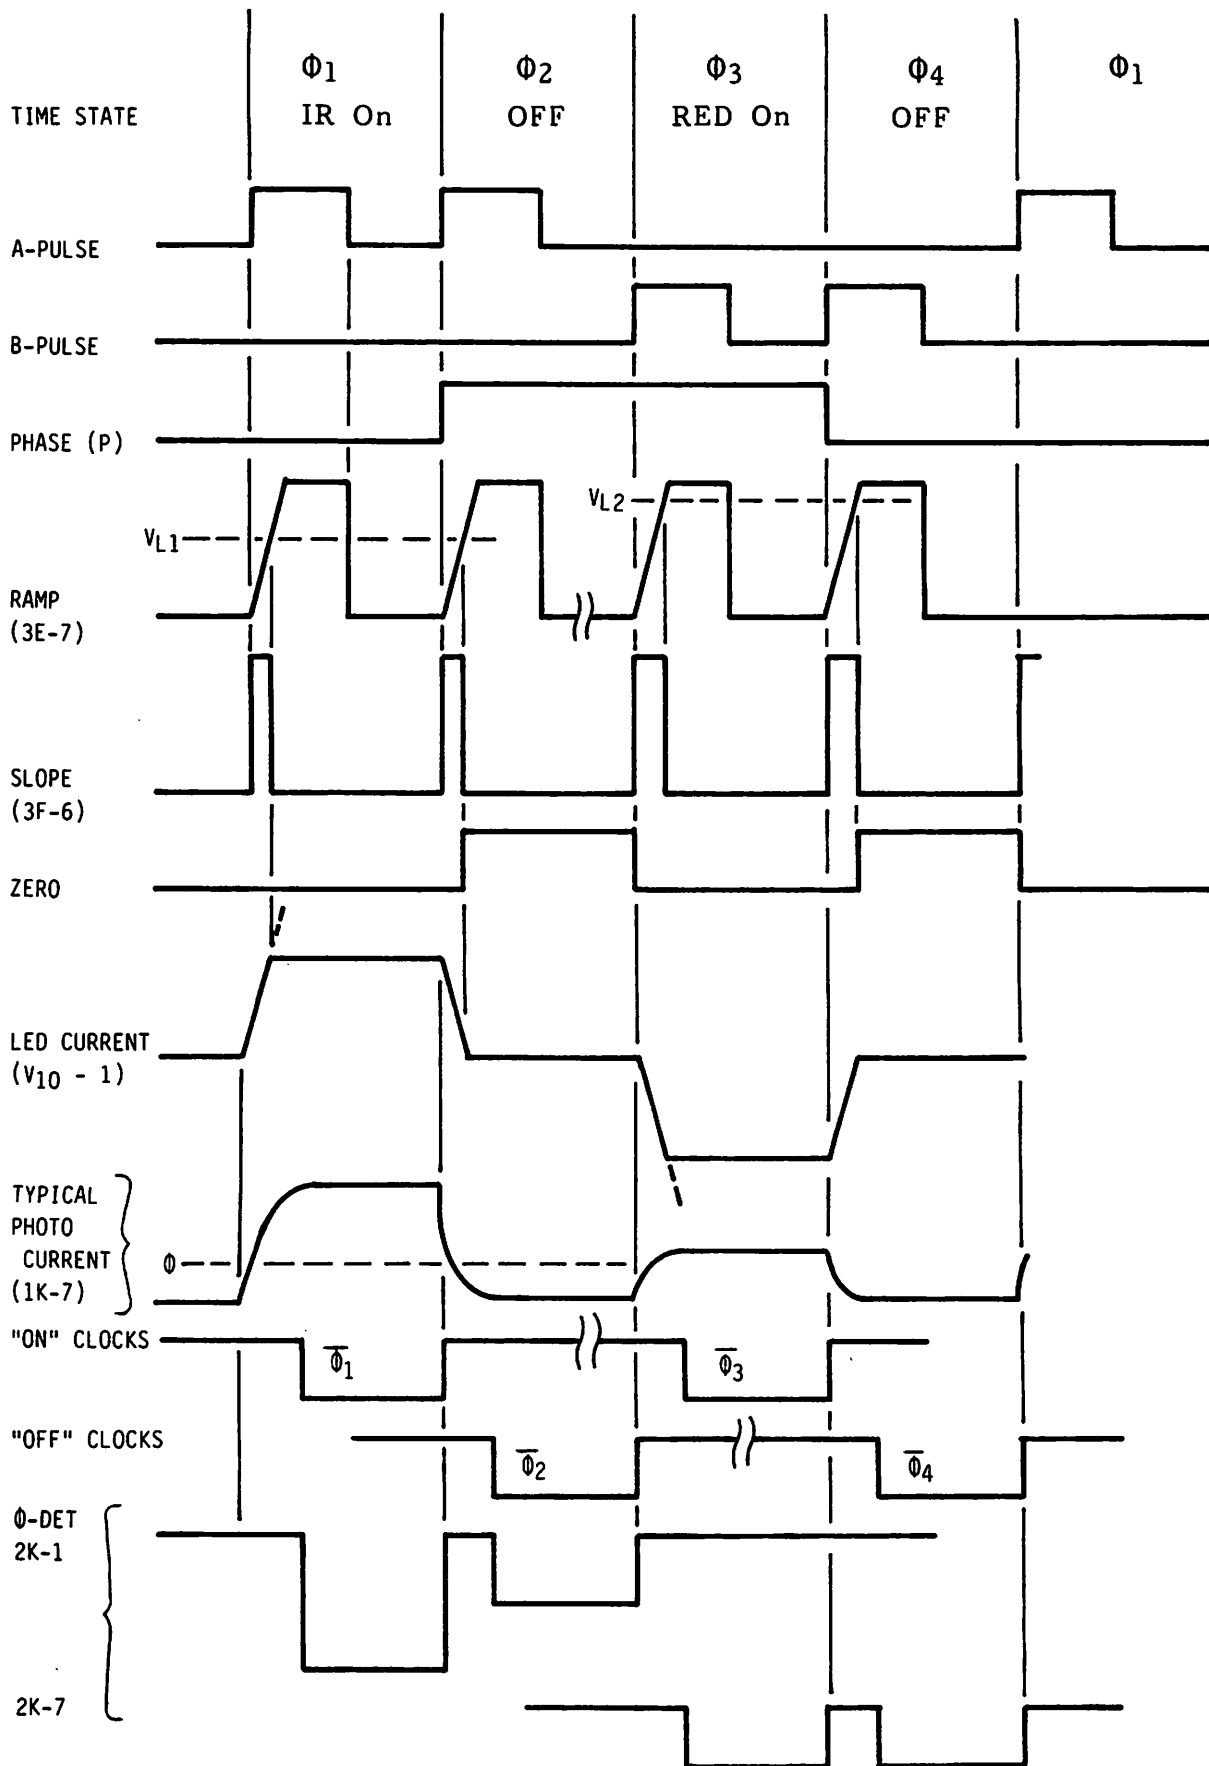 Φ1 Φ2 Φ3 Φ4 Φ1
TIME STATE IR On OFF RED On OFF
A-PULSE
B-PULSE
PHASE (P)
VL1
VL2
RAMP
(3E-7)
SLOPE
(3F-6)
ZERO
LED CURRENT
(V10 - 1)
TYPICAL
PHOTO
CURRENT
(1K-7)
Φ
"ON" CLOCKS
Φ̅1 Φ̅3
"OFF" CLOCKS
Φ̅2 Φ̅4
Φ-DET
2K-1
2K-7